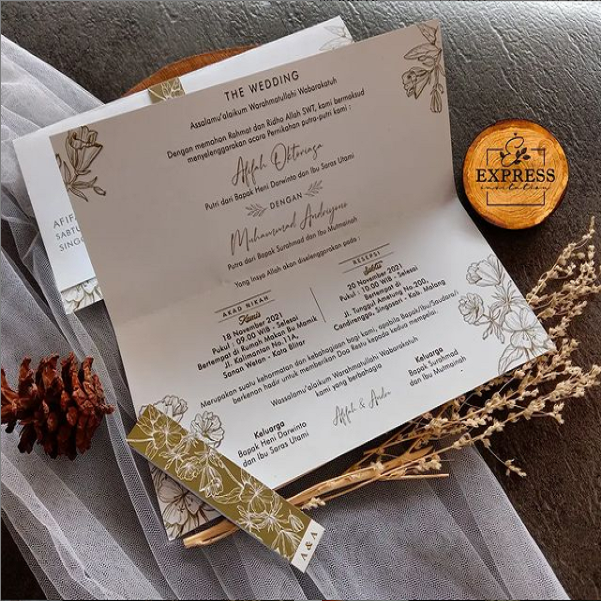 THE WEDDING
Assalamu'alaikum Warahmatullahi Wabarakatuh
Dengan memohon Rahmat dan Ridho Allah SWT, kami bermaksud
menyelenggarakan acara Pernikahan putra-putri kami :
Afifah Oktoriasa
Putri dari Bapak Heni Darwinto dan Ibu Saras Utami
DENGAN
Muhammad Andriyono
Putra dari Bapak Surahmad dan Ibu Mutmainah
Yang Insya Allah akan diselenggarakan pada :
AKAD NIKAH
Kamis
18 November 2021
Pukul : 09.00 WIB - Selesai
Bertempat di Rumah Makan Bu Mamik
Jl. Kalimantan No.11A
Sanan Wetan - Kota Blitar
RESEPSI
Sabtu
20 November 2021
Pukul : 10.00 WIB - Selesai
Bertempat di
Jl. Tunggul Ametung No.200,
Candirenggo, Singosari - Kab. Malang
Merupakan suatu kehormatan dan kebahagiaan bagi kami, apabila Bapak/Ibu/Saudara/i
berkenan hadir untuk memberikan Doa Restu kepada kedua mempelai.
Wassalamu'alaikum Warahmatullahi Wabarakatuh
kami yang berbahagia
Keluarga
Bapak Heni Darwinto
dan Ibu Saras Utami
Afifah & Andre
Keluarga
Bapak Surahmad
dan Ibu Mutmainah
AFIF
SABTU
SINGO
A & A
EXPRESS
invitation